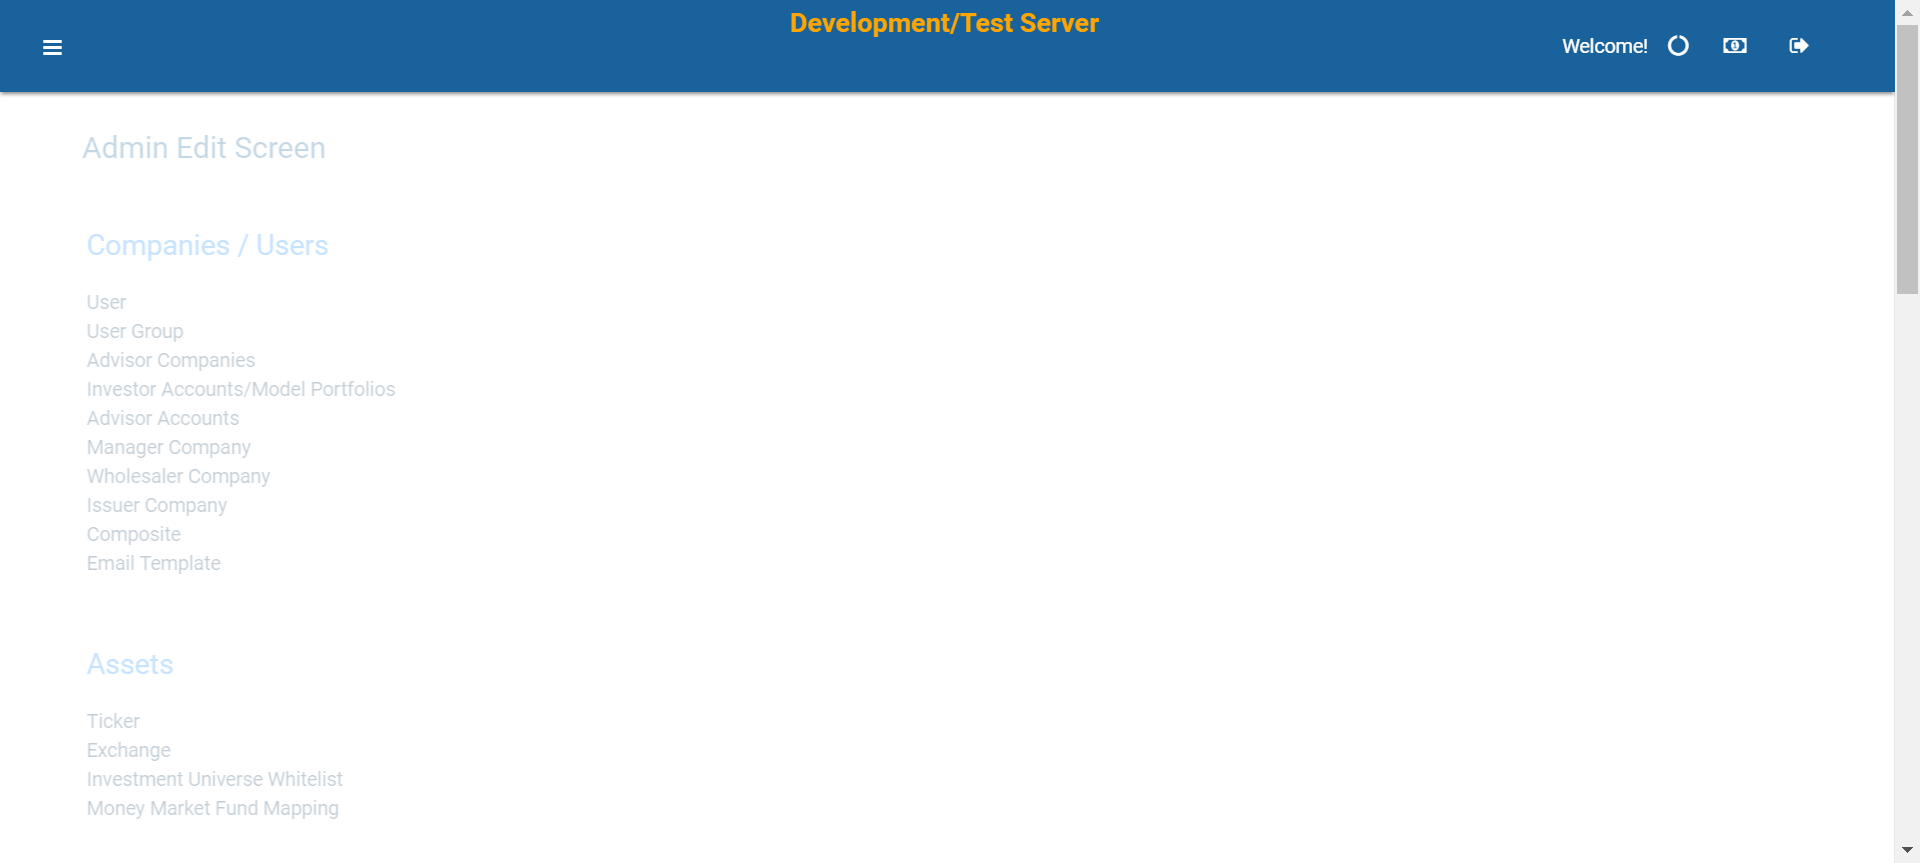 Development/Test Server
Welcome!
Admin Edit Screen
Companies / Users
User
User Group
Advisor Companies
Investor Accounts/Model Portfolios
Advisor Accounts
Manager Company
Wholesaler Company
Issuer Company
Composite
Email Template
Assets
Ticker
Exchange
Investment Universe Whitelist
Money Market Fund Mapping